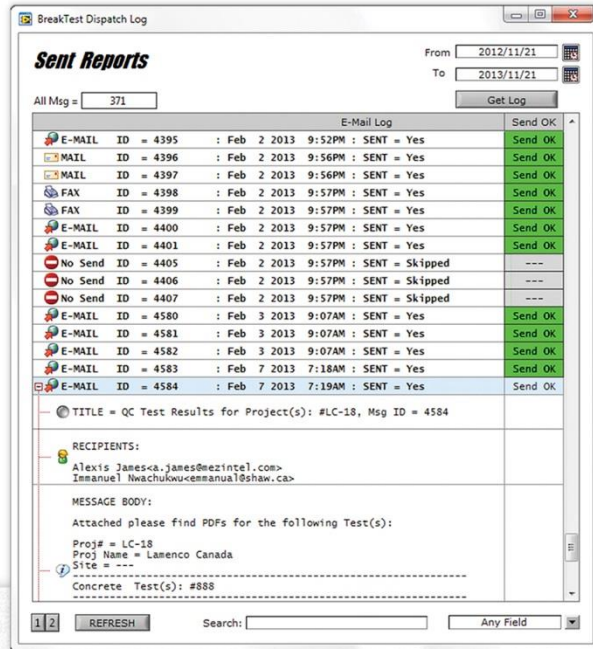 BreakTest Dispatch Log
Sent Reports
From 2012/11/21
To 2013/11/21
All Msg = 371
Get Log
E-Mail Log Send OK
E-MAIL ID = 4395 : Feb 2 2013 9:52PM : SENT = Yes Send OK
MAIL ID = 4396 : Feb 2 2013 9:56PM : SENT = Yes Send OK
MAIL ID = 4397 : Feb 2 2013 9:56PM : SENT = Yes Send OK
FAX ID = 4398 : Feb 2 2013 9:57PM : SENT = Yes Send OK
FAX ID = 4399 : Feb 2 2013 9:57PM : SENT = Yes Send OK
E-MAIL ID = 4400 : Feb 2 2013 9:57PM : SENT = Yes Send OK
E-MAIL ID = 4401 : Feb 2 2013 9:57PM : SENT = Yes Send OK
No Send ID = 4405 : Feb 2 2013 9:57PM : SENT = Skipped ---
No Send ID = 4406 : Feb 2 2013 9:57PM : SENT = Skipped ---
No Send ID = 4407 : Feb 2 2013 9:57PM : SENT = Skipped ---
E-MAIL ID = 4580 : Feb 3 2013 9:07AM : SENT = Yes Send OK
E-MAIL ID = 4581 : Feb 3 2013 9:07AM : SENT = Yes Send OK
E-MAIL ID = 4582 : Feb 3 2013 9:07AM : SENT = Yes Send OK
E-MAIL ID = 4583 : Feb 7 2013 7:18AM : SENT = Yes Send OK
E-MAIL ID = 4584 : Feb 7 2013 7:19AM : SENT = Yes Send OK
TITLE = QC Test Results for Project(s): #LC-18, Msg ID = 4584
RECIPIENTS:
Alexis James<a.james@mezintel.com>
Immanuel Nwachukwu<emmanual@shaw.ca>
MESSAGE BODY:
Attached please find PDFs for the following Test(s):
Proj# = LC-18
Proj Name = Lamenco Canada
Site = ---
------------------------------------------------------------------
Concrete Test(s): #888
------------------------------------------------------------------
1 2 REFRESH Search: Any Field